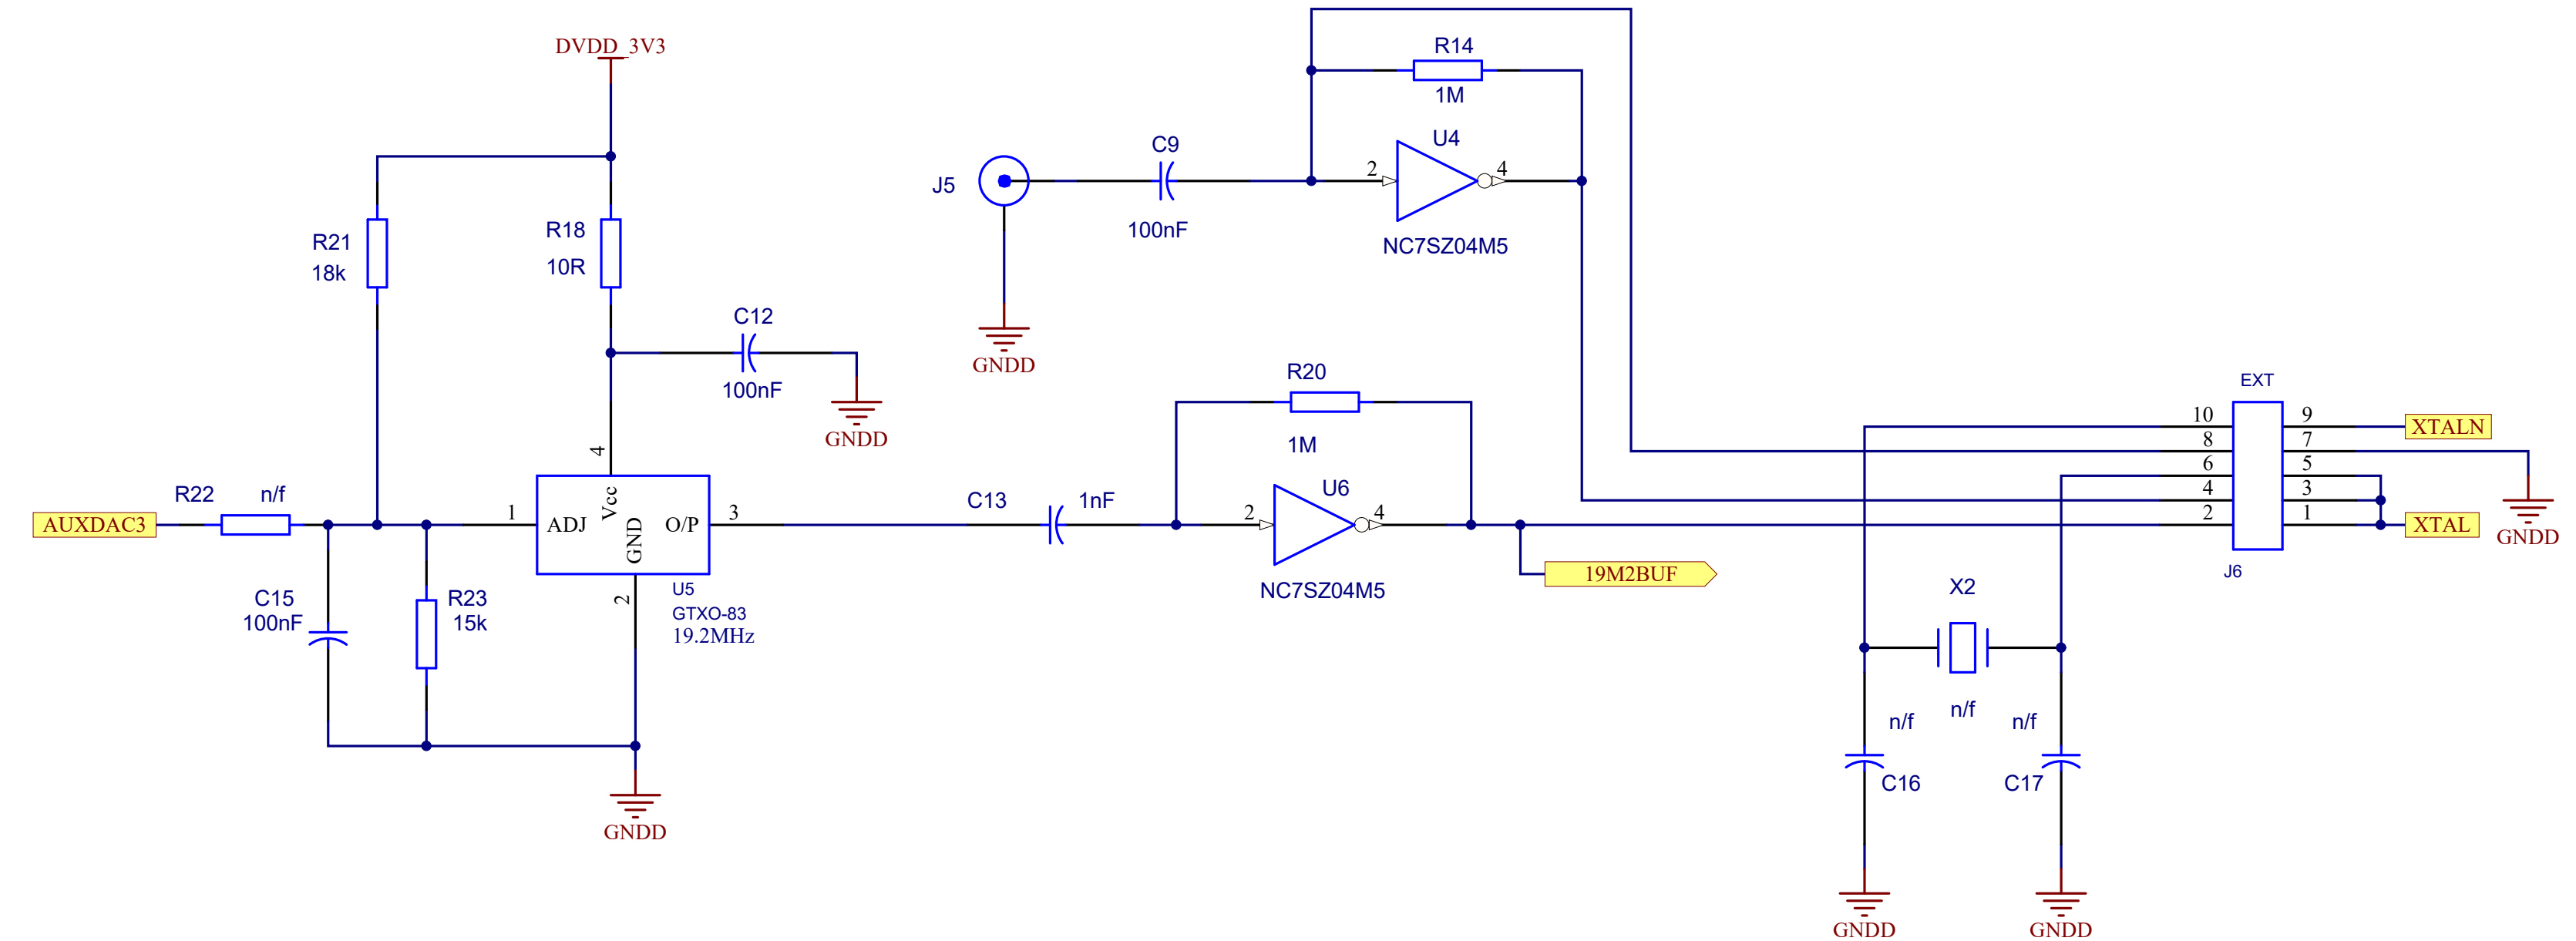 DVDD_3V3
R21
18k
R18
10R
C12
100nF
GNDD
AUXDAC3
R22
n/f
1
ADJ
4
Vcc
GND
O/P
3
2
U5
GTXO-83
19.2MHz
C15
100nF
R23
15k
GNDD
J5
GNDD
C9
100nF
R14
1M
U4
2
4
NC7SZ04M5
C13
1nF
R20
1M
U6
2
4
NC7SZ04M5
19M2BUF
EXT
10
9
8
7
6
5
4
3
2
1
J6
XTALN
XTAL
GNDD
X2
n/f
n/f
n/f
C16
C17
GNDD
GNDD